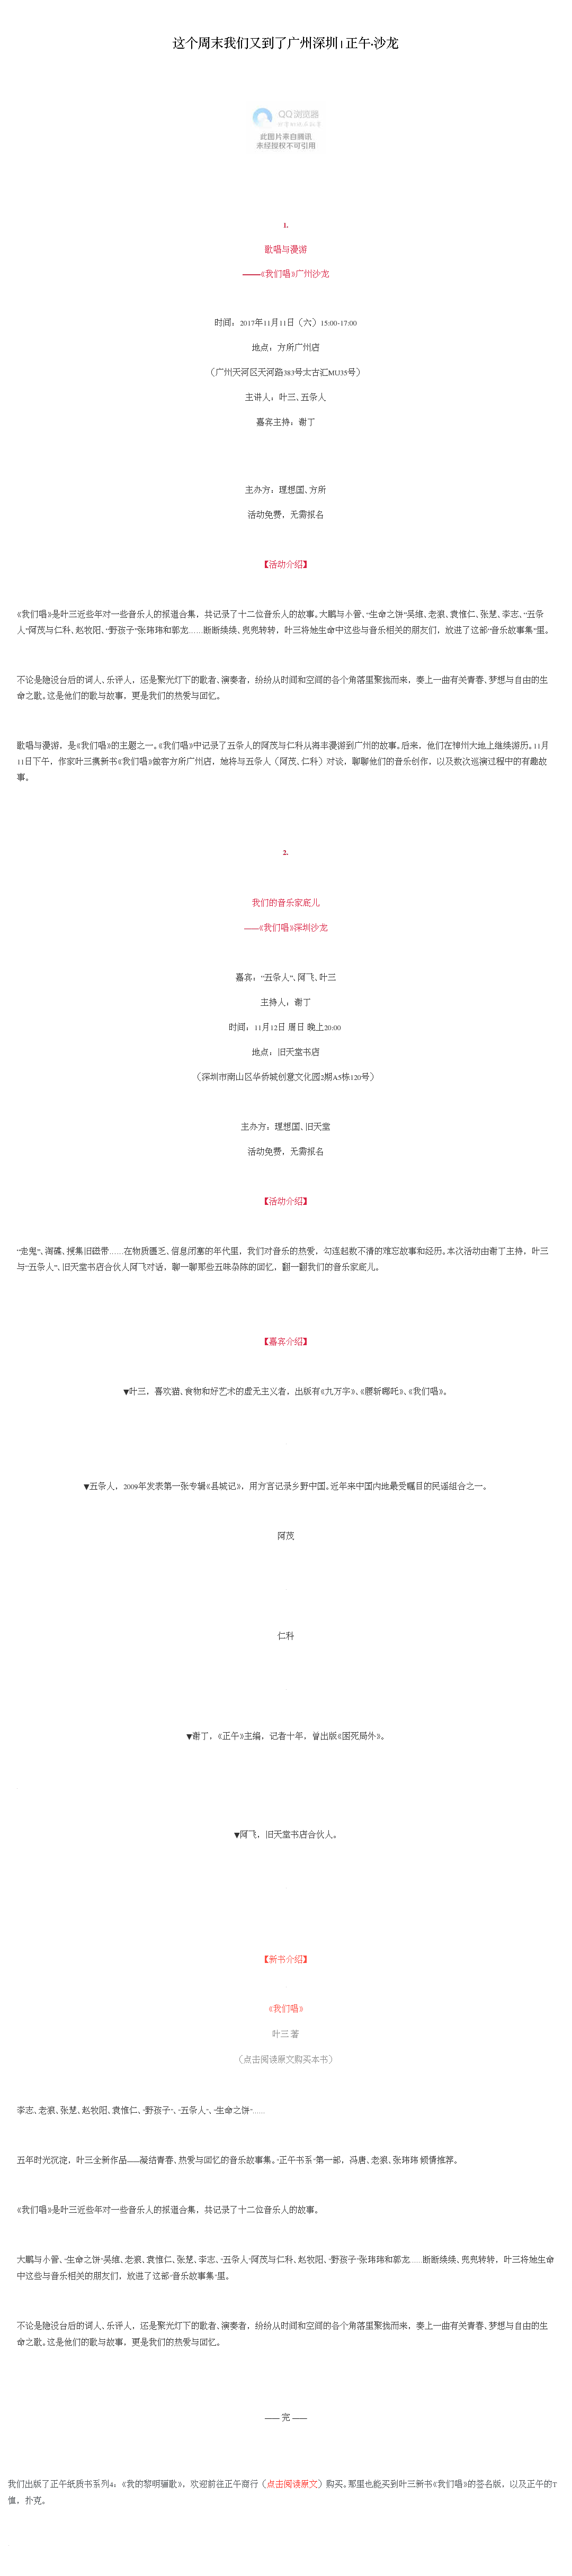 这个周末我们又到了广州深圳 | 正午·沙龙
QQ浏览器
此图片来自腾讯
未经授权不可引用
1.
歌唱与漫游
——《我们唱》广州沙龙
时间：2017年11月11日（六）15:00-17:00
地点：方所广州店
（广州天河区天河路383号太古汇MU35号）
主讲人：叶三、五条人
嘉宾主持：谢丁
主办方：理想国、方所
活动免费，无需报名
【活动介绍】
《我们唱》是叶三近些年对一些音乐人的报道合集，共记录了十二位音乐人的故事。大鹏与小管、“生命之饼”吴维、老狼、袁惟仁、张楚、李志、“五条
人”阿茂与仁科、赵牧阳、“野孩子”张玮玮和郭龙……断断续续、兜兜转转，叶三将她生命中这些与音乐相关的朋友们，放进了这部“音乐故事集”里。
不论是隐没台后的词人、乐评人，还是聚光灯下的歌者、演奏者，纷纷从时间和空间的各个角落里聚拢而来，奏上一曲有关青春、梦想与自由的生
命之歌。这是他们的歌与故事，更是我们的热爱与回忆。
歌唱与漫游，是《我们唱》的主题之一。《我们唱》中记录了五条人的阿茂与仁科从海丰漫游到广州的故事。后来，他们在神州大地上继续游历。11月
11日下午，作家叶三携新书《我们唱》做客方所广州店，她将与五条人（阿茂、仁科）对谈，聊聊他们的音乐创作，以及数次巡演过程中的有趣故
事。
2.
我们的音乐家底儿
——《我们唱》深圳沙龙
嘉宾：“五条人”、阿飞、叶三
主持人：谢丁
时间：11月12日 周日 晚上20:00
地点：旧天堂书店
（深圳市南山区华侨城创意文化园2期A5栋120号）
主办方：理想国、旧天堂
活动免费，无需报名
【活动介绍】
“走鬼”、淘碟、搜集旧磁带……在物质匮乏、信息闭塞的年代里，我们对音乐的热爱，勾连起数不清的难忘故事和经历。本次活动由谢丁主持，叶三
与“五条人”、旧天堂书店合伙人阿飞对话，聊一聊那些五味杂陈的回忆，翻一翻我们的音乐家底儿。
【嘉宾介绍】
▼叶三，喜欢猫、食物和好艺术的虚无主义者，出版有《九万字》、《腰斩哪吒》、《我们唱》。
▼五条人，2009年发表第一张专辑《县城记》，用方言记录乡野中国。近年来中国内地最受瞩目的民谣组合之一。
阿茂
仁科
▼谢丁，《正午》主编，记者十年，曾出版《困死局外》。
▼阿飞，旧天堂书店合伙人。
【新书介绍】
《我们唱》
叶三 著
（点击阅读原文购买本书）
李志、老狼、张楚、赵牧阳、袁惟仁、“野孩子”、“五条人”、“生命之饼”……
五年时光沉淀，叶三全新作品——凝结青春、热爱与回忆的音乐故事集。“正午书系”第一部，冯唐、老狼、张玮玮 倾情推荐。
《我们唱》是叶三近些年对一些音乐人的报道合集，共记录了十二位音乐人的故事。
大鹏与小管、“生命之饼”吴维、老狼、袁惟仁、张楚、李志、“五条人”阿茂与仁科、赵牧阳、“野孩子”张玮玮和郭龙……断断续续、兜兜转转，叶三将她生命
中这些与音乐相关的朋友们，放进了这部“音乐故事集”里。
不论是隐没台后的词人、乐评人，还是聚光灯下的歌者、演奏者，纷纷从时间和空间的各个角落里聚拢而来，奏上一曲有关青春、梦想与自由的生
命之歌。这是他们的歌与故事，更是我们的热爱与回忆。
—— 完 ——
我们出版了正午纸质书系列4：《我的黎明骊歌》，欢迎前往正午商行（点击阅读原文）购买。那里也能买到叶三新书《我们唱》的签名版，以及正午的T
恤，扑克。